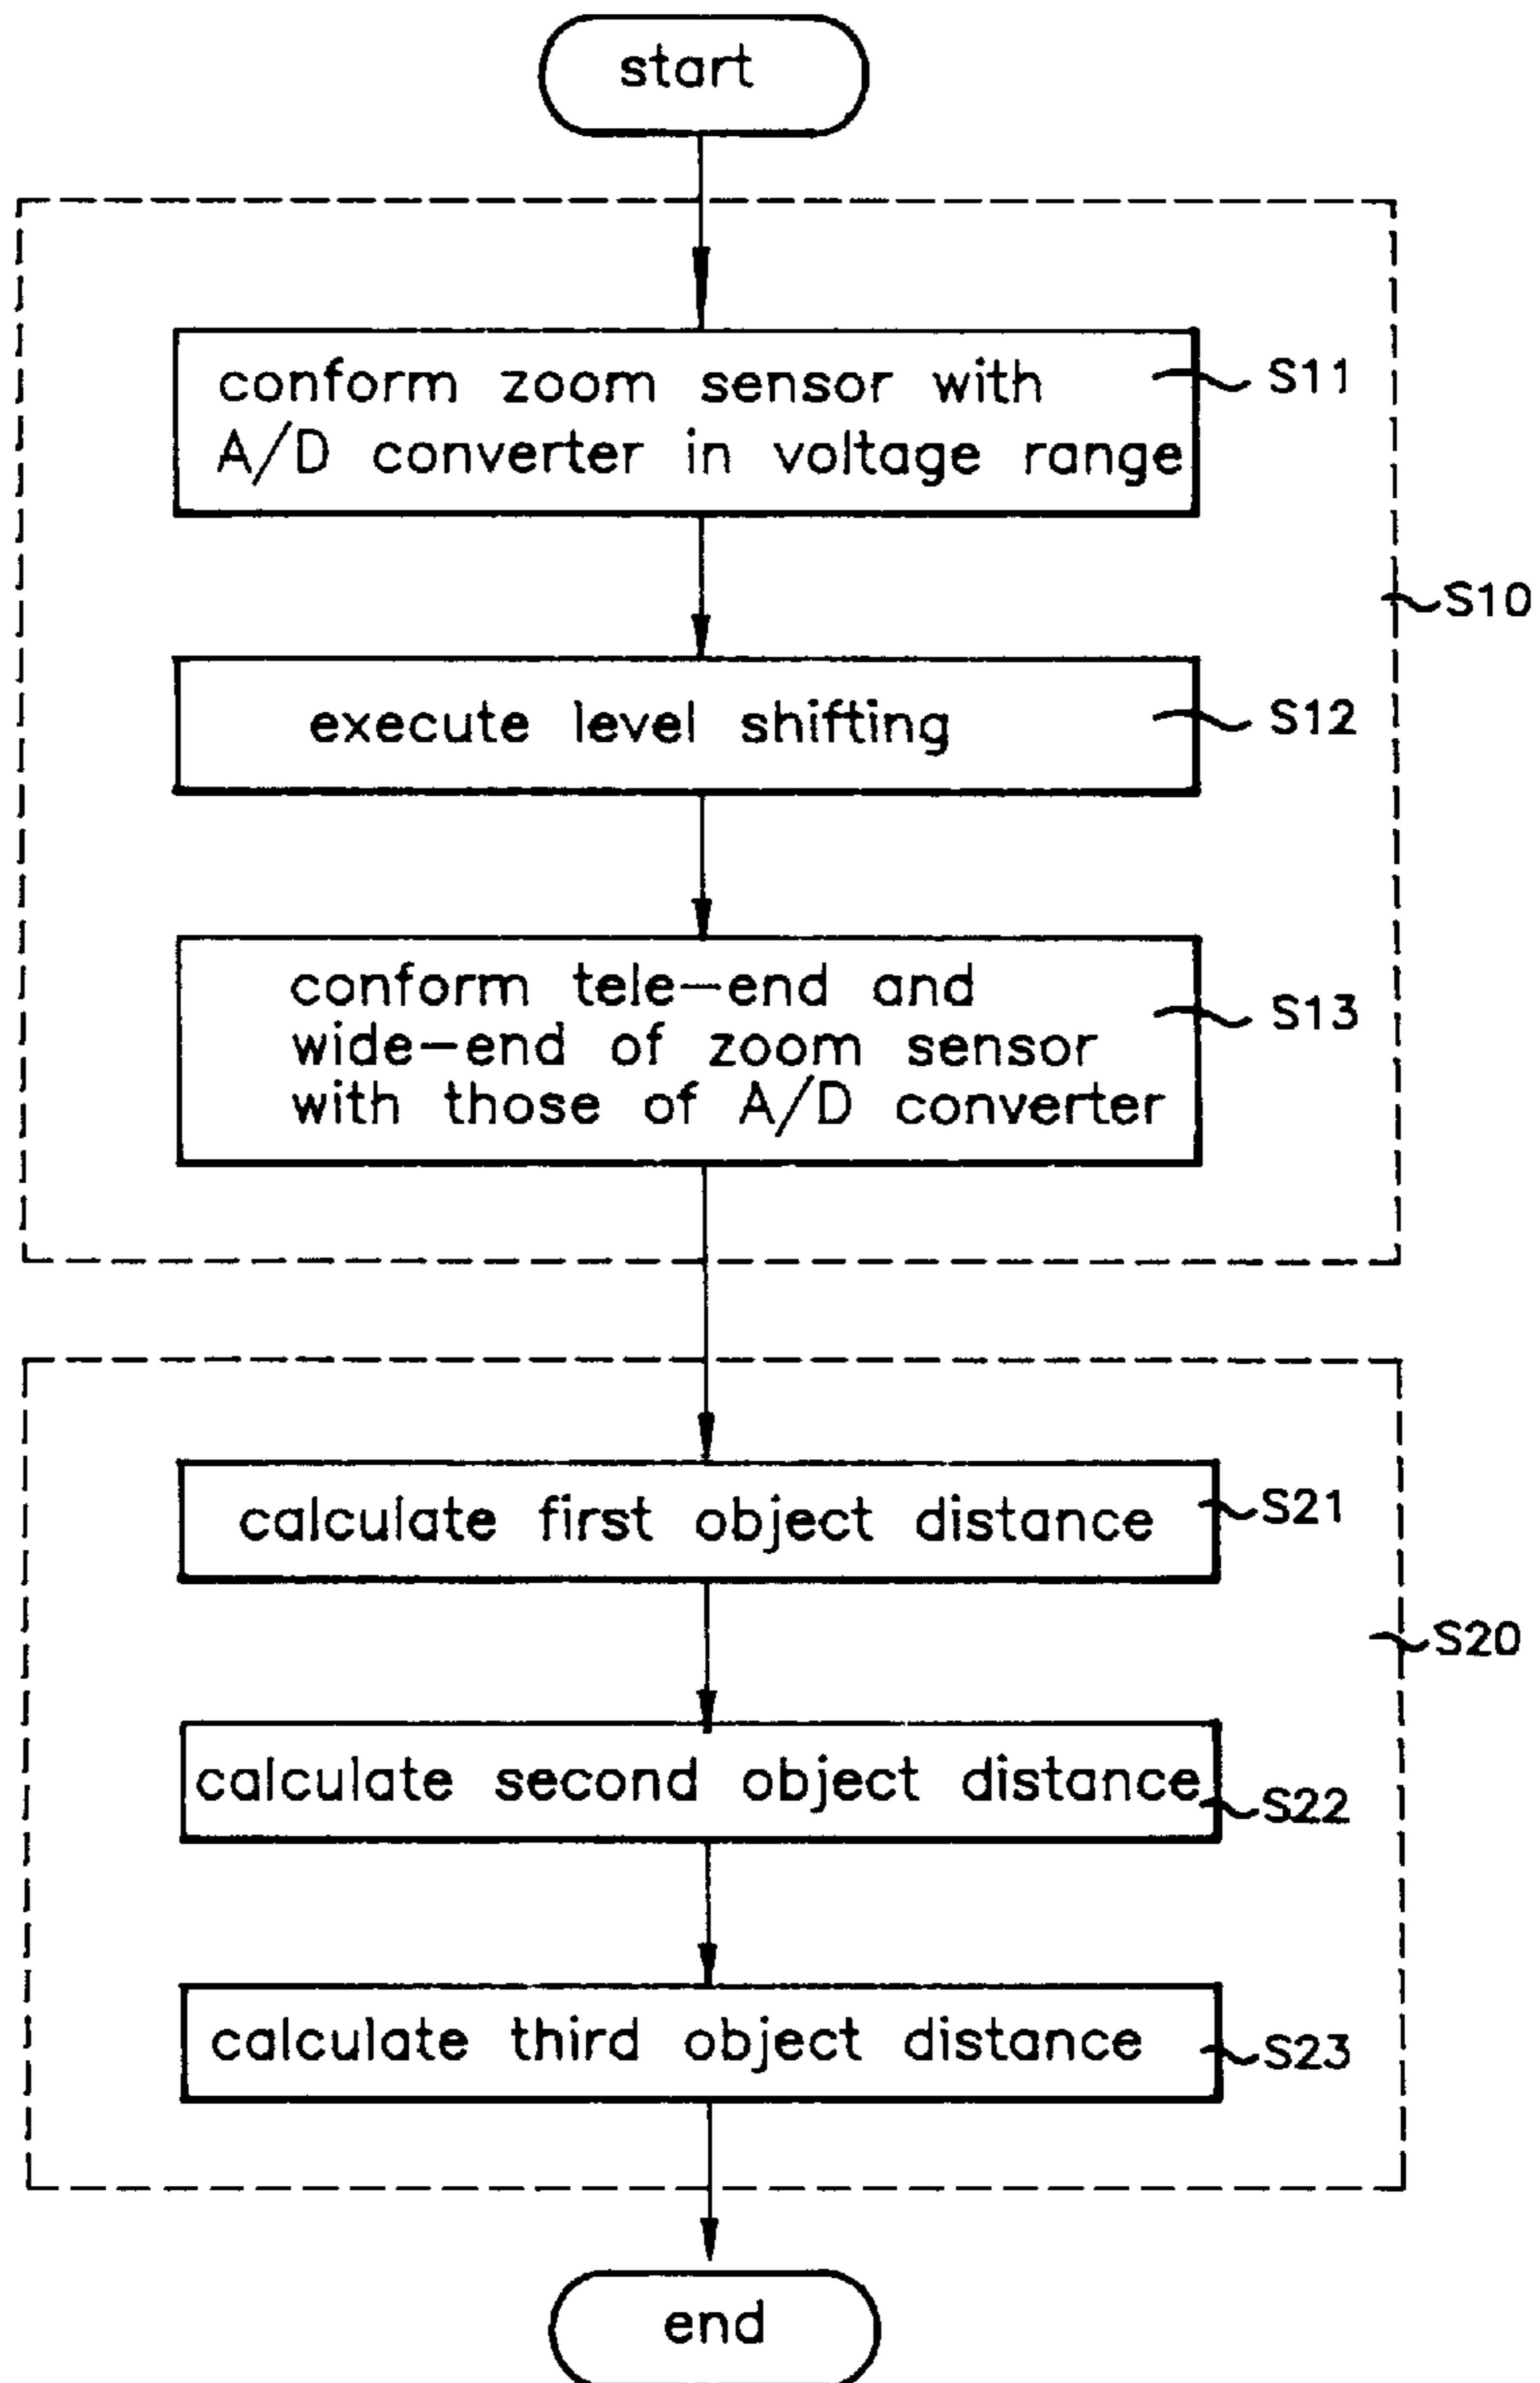 start
conform zoom sensor with
A/D converter in voltage range
S11
S10
execute level shifting
S12
conform tele-end and
wide-end of zoom sensor
with those of A/D converter
S13
calculate first object distance
S21
S20
calculate second object distance
S22
calculate third object distance
S23
end